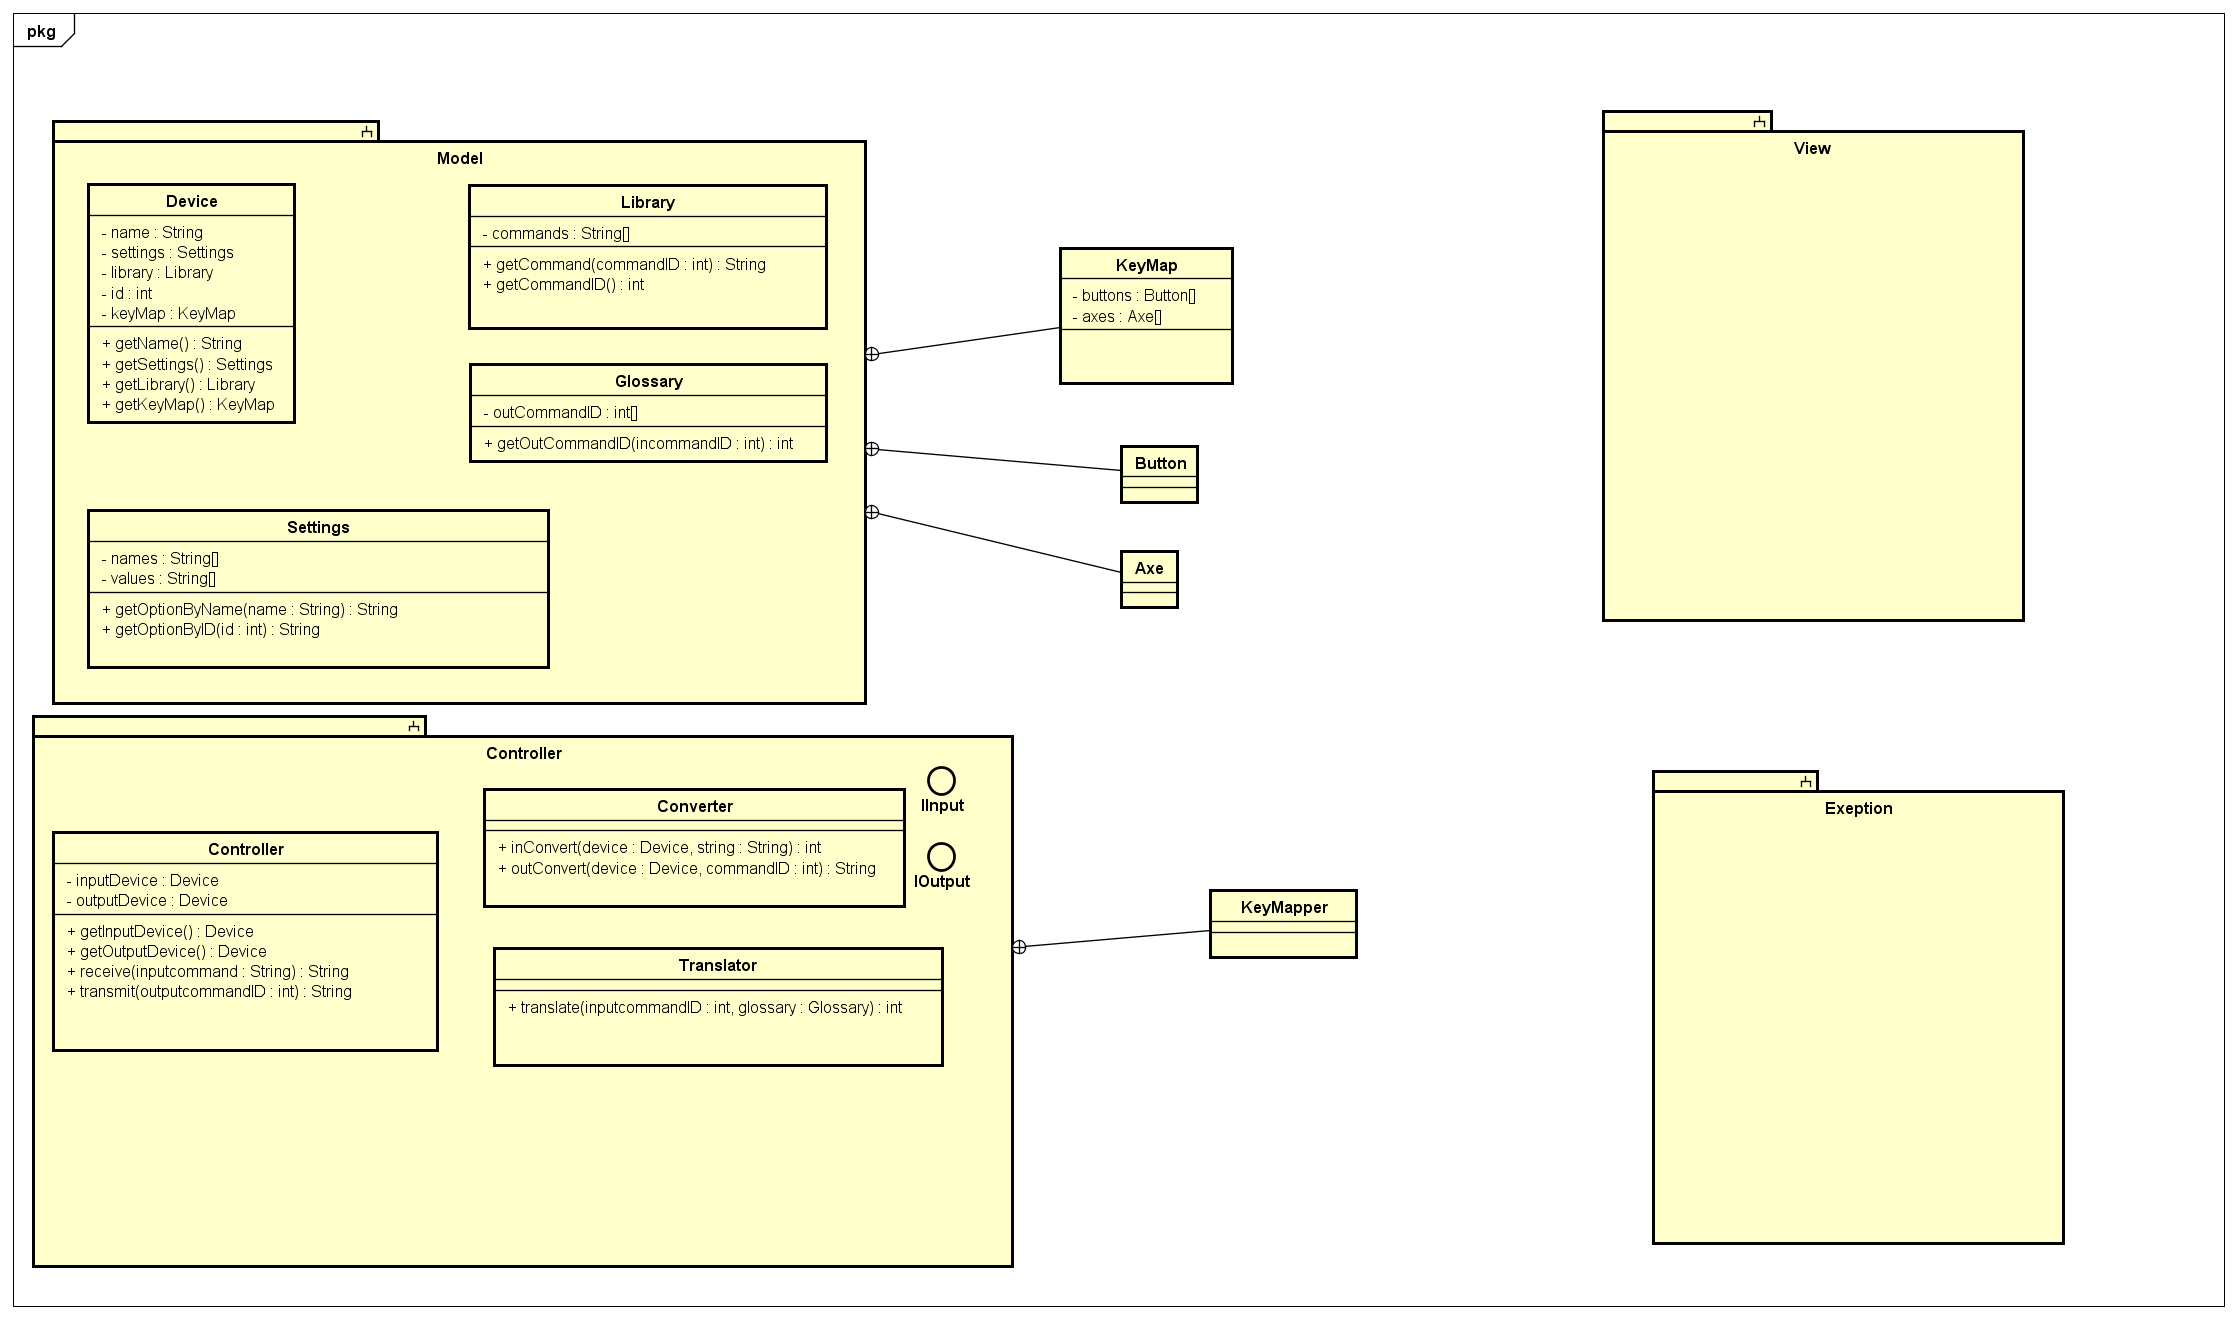 pkg
Model
Device
- name : String
- settings : Settings
- library : Library
- id : int
- keyMap : KeyMap
+ getName() : String
+ getSettings() : Settings
+ getLibrary() : Library
+ getKeyMap() : KeyMap
Library
- commands : String[]
+ getCommand(commandID : int) : String
+ getCommandID() : int
Glossary
- outCommandID : int[]
+ getOutCommandID(incommandID : int) : int
Settings
- names : String[]
- values : String[]
+ getOptionByName(name : String) : String
+ getOptionByID(id : int) : String
KeyMap
- buttons : Button[]
- axes : Axe[]
Button
Axe
View
Controller
Controller
- inputDevice : Device
- outputDevice : Device
+ getInputDevice() : Device
+ getOutputDevice() : Device
+ receive(inputcommand : String) : String
+ transmit(outputcommandID : int) : String
Converter
+ inConvert(device : Device, string : String) : int
+ outConvert(device : Device, commandID : int) : String
IInput
IOutput
Translator
+ translate(inputcommandID : int, glossary : Glossary) : int
KeyMapper
Exeption